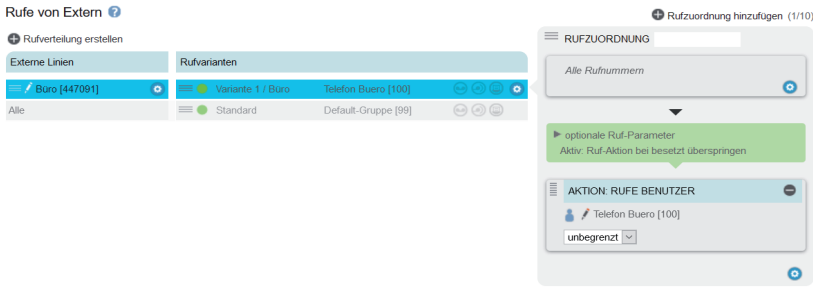 Rufe von Extern ?
Rufzuordnung hinzufügen (1/10)
Rufverteilung erstellen
Externe Linien
Rufvarianten
Büro [447091]
Variante 1 / Büro
Telefon Buero [100]
Alle
Standard
Default-Gruppe [99]
RUFZUORDNUNG
Alle Rufnummern
optionale Ruf-Parameter
Aktiv: Ruf-Aktion bei besetzt überspringen
AKTION: RUFE BENUTZER
Telefon Buero [100]
unbegrenzt